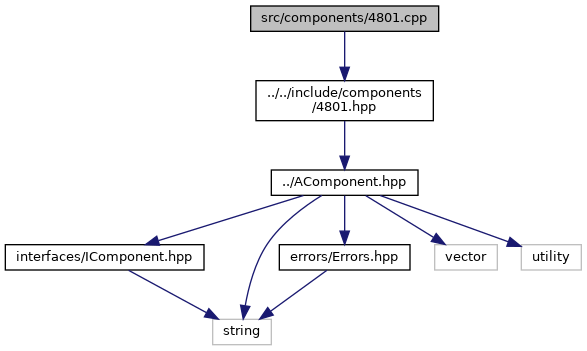 src/components/4801.cpp
../../include/components
/4801.hpp
../AComponent.hpp
interfaces/IComponent.hpp
errors/Errors.hpp
vector
utility
string